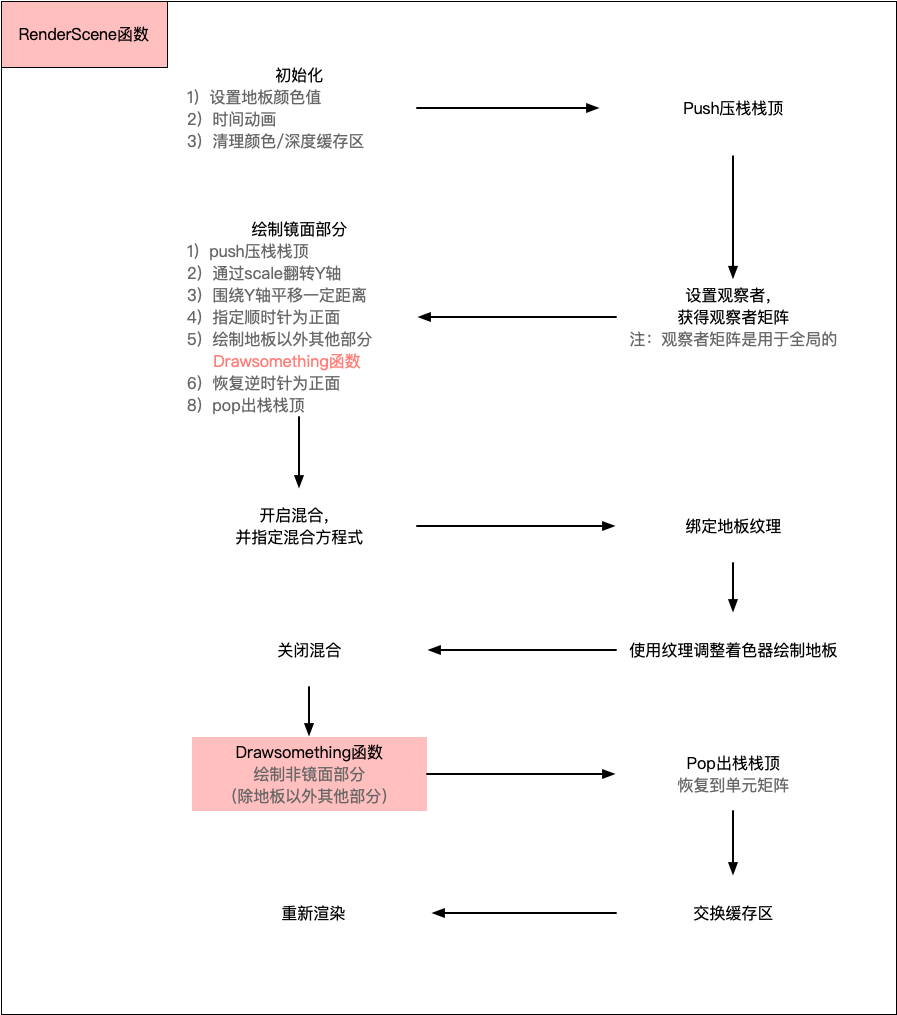 RenderScene函数
初始化
1）设置地板颜色值
2）时间动画
3）清理颜色/深度缓存区
Push压栈栈顶
设置观察者，
获得观察者矩阵
注：观察者矩阵是用于全局的
绘制镜面部分
1）push压栈栈顶
2）通过scale翻转Y轴
3）围绕Y轴平移一定距离
4）指定顺时针为正面
5）绘制地板以外其他部分
Drawsomething函数
6）恢复逆时针为正面
8）pop出栈栈顶
开启混合，
并指定混合方程式
绑定地板纹理
使用纹理调整着色器绘制地板
关闭混合
Drawsomething函数
绘制非镜面部分
（除地板以外其他部分）
Pop出栈栈顶
恢复到单元矩阵
交换缓存区
重新渲染